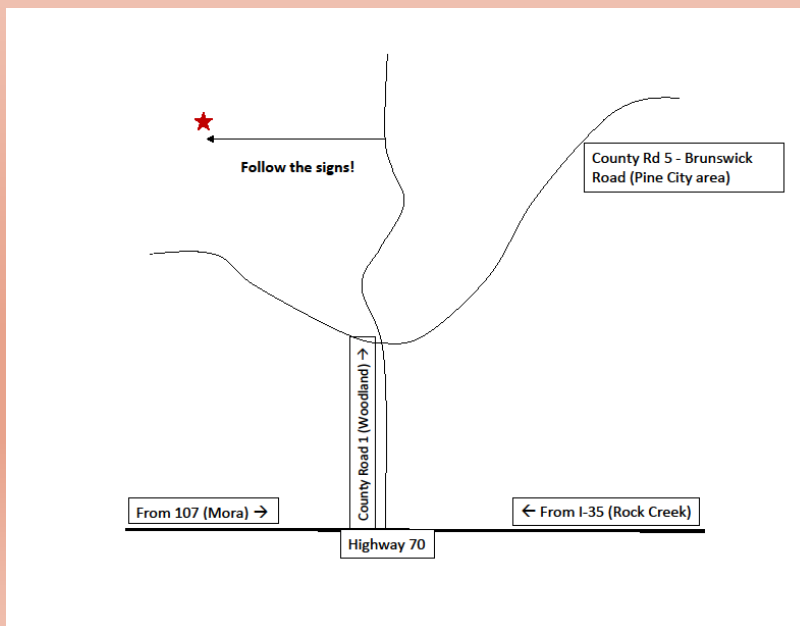 Follow the signs!
County Rd 5 - Brunswick
Road (Pine City area)
County Road 1 (Woodland) →
From 107 (Mora) →
← From I-35 (Rock Creek)
Highway 70